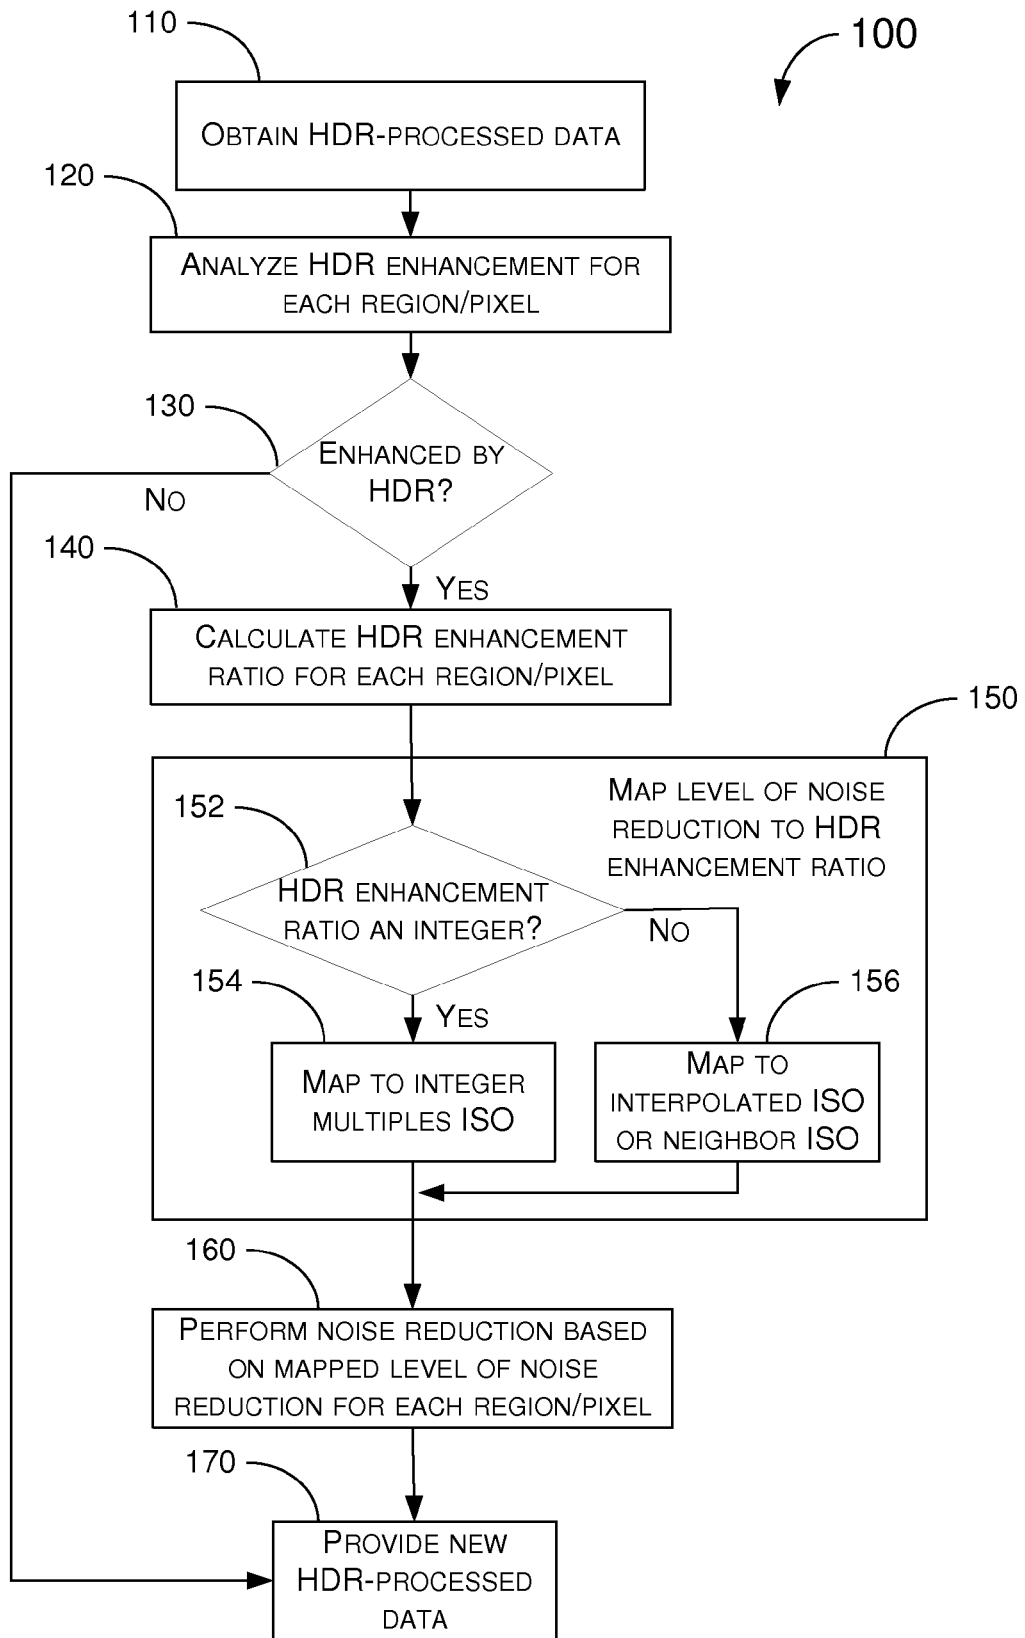 110
100
OBTAIN HDR-PROCESSED DATA
120
ANALYZE HDR ENHANCEMENT FOR
EACH REGION/PIXEL
130
ENHANCED BY
HDR?
NO
140
YES
CALCULATE HDR ENHANCEMENT
RATIO FOR EACH REGION/PIXEL
150
MAP LEVEL OF NOISE
REDUCTION TO HDR
ENHANCEMENT RATIO
152
HDR ENHANCEMENT
RATIO AN INTEGER?
NO
154
YES
156
MAP TO INTEGER
MULTIPLES ISO
MAP TO
INTERPOLATED ISO
OR NEIGHBOR ISO
160
PERFORM NOISE REDUCTION BASED
ON MAPPED LEVEL OF NOISE
REDUCTION FOR EACH REGION/PIXEL
170
PROVIDE NEW
HDR-PROCESSED
DATA